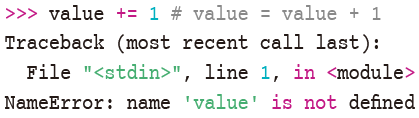 >>> value += 1 # value = value + 1
Traceback (most recent call last):
  File "<stdin>", line 1, in <module>
NameError: name 'value' is not defined